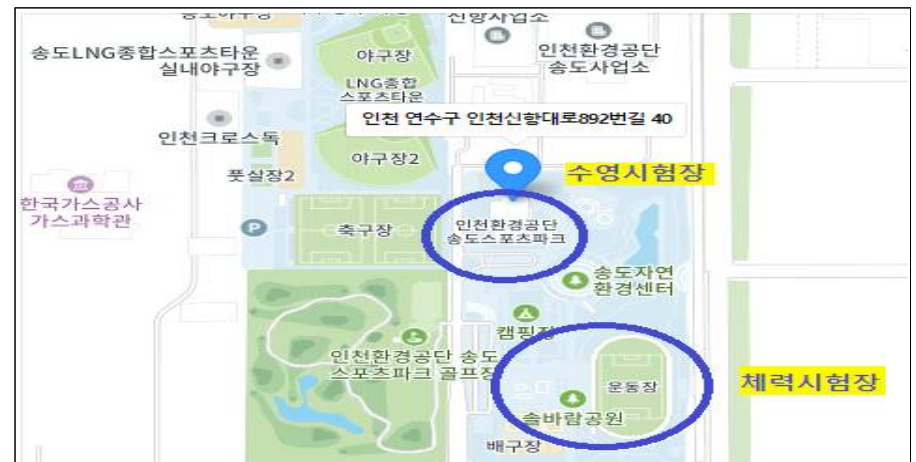 신항사업소
송도LNG종합스포츠타운
실내야구장
야구장
인천환경공단
송도사업소
LNG종합
스포츠타운
인천 연수구 인천신항대로892번길 40
인천크로스독
야구장2
풋살장2
수영시험장
한국가스공사
가스과학관
P
축구장
인천환경공단
송도스포츠파크
송도자연
환경센터
캠핑장
인천환경공단 송도
스포츠파크 골프장
운동장
체력시험장
솔바람공원
배구장